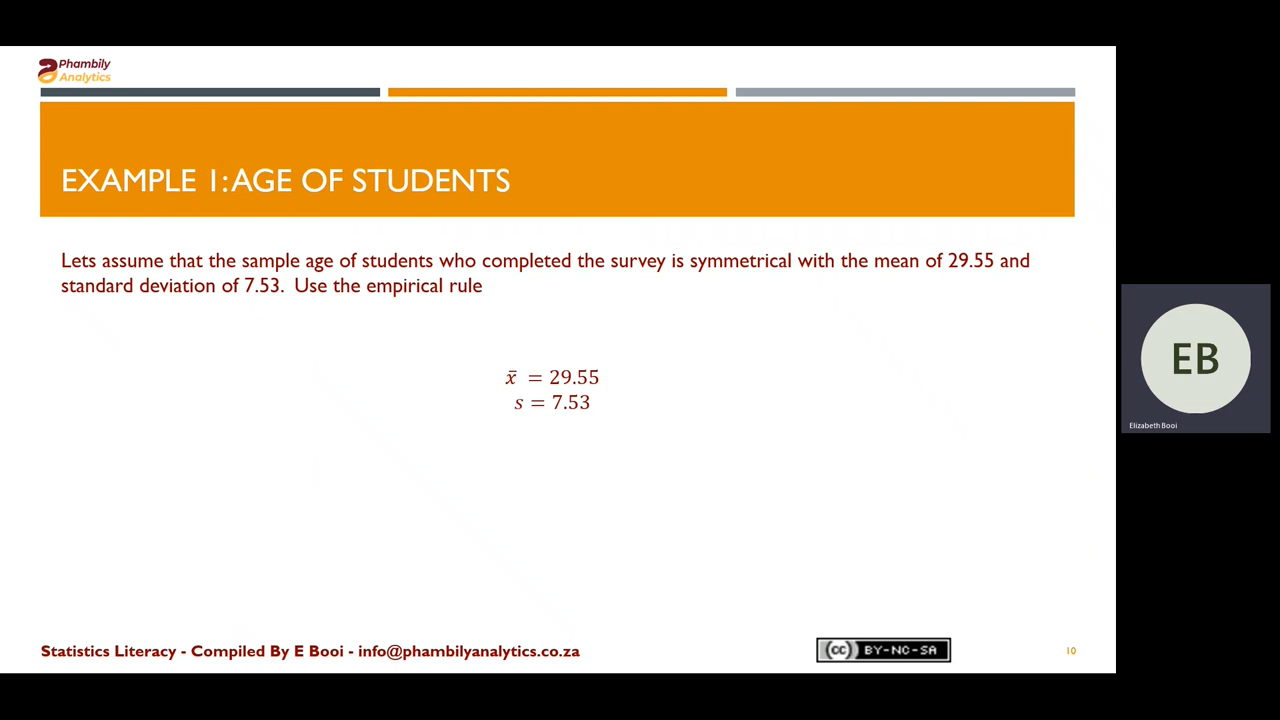 Phambily
Analytics
EXAMPLE 1: AGE OF STUDENTS
Lets assume that the sample age of students who completed the survey is symmetrical with the mean of 29.55 and
standard deviation of 7.53. Use the empirical rule
x̄ = 29.55
s = 7.53
EB
Elizabeth Booi
Statistics Literacy - Compiled By E Booi - info@phambilyanalytics.co.za
cc BY-NC-SA
10